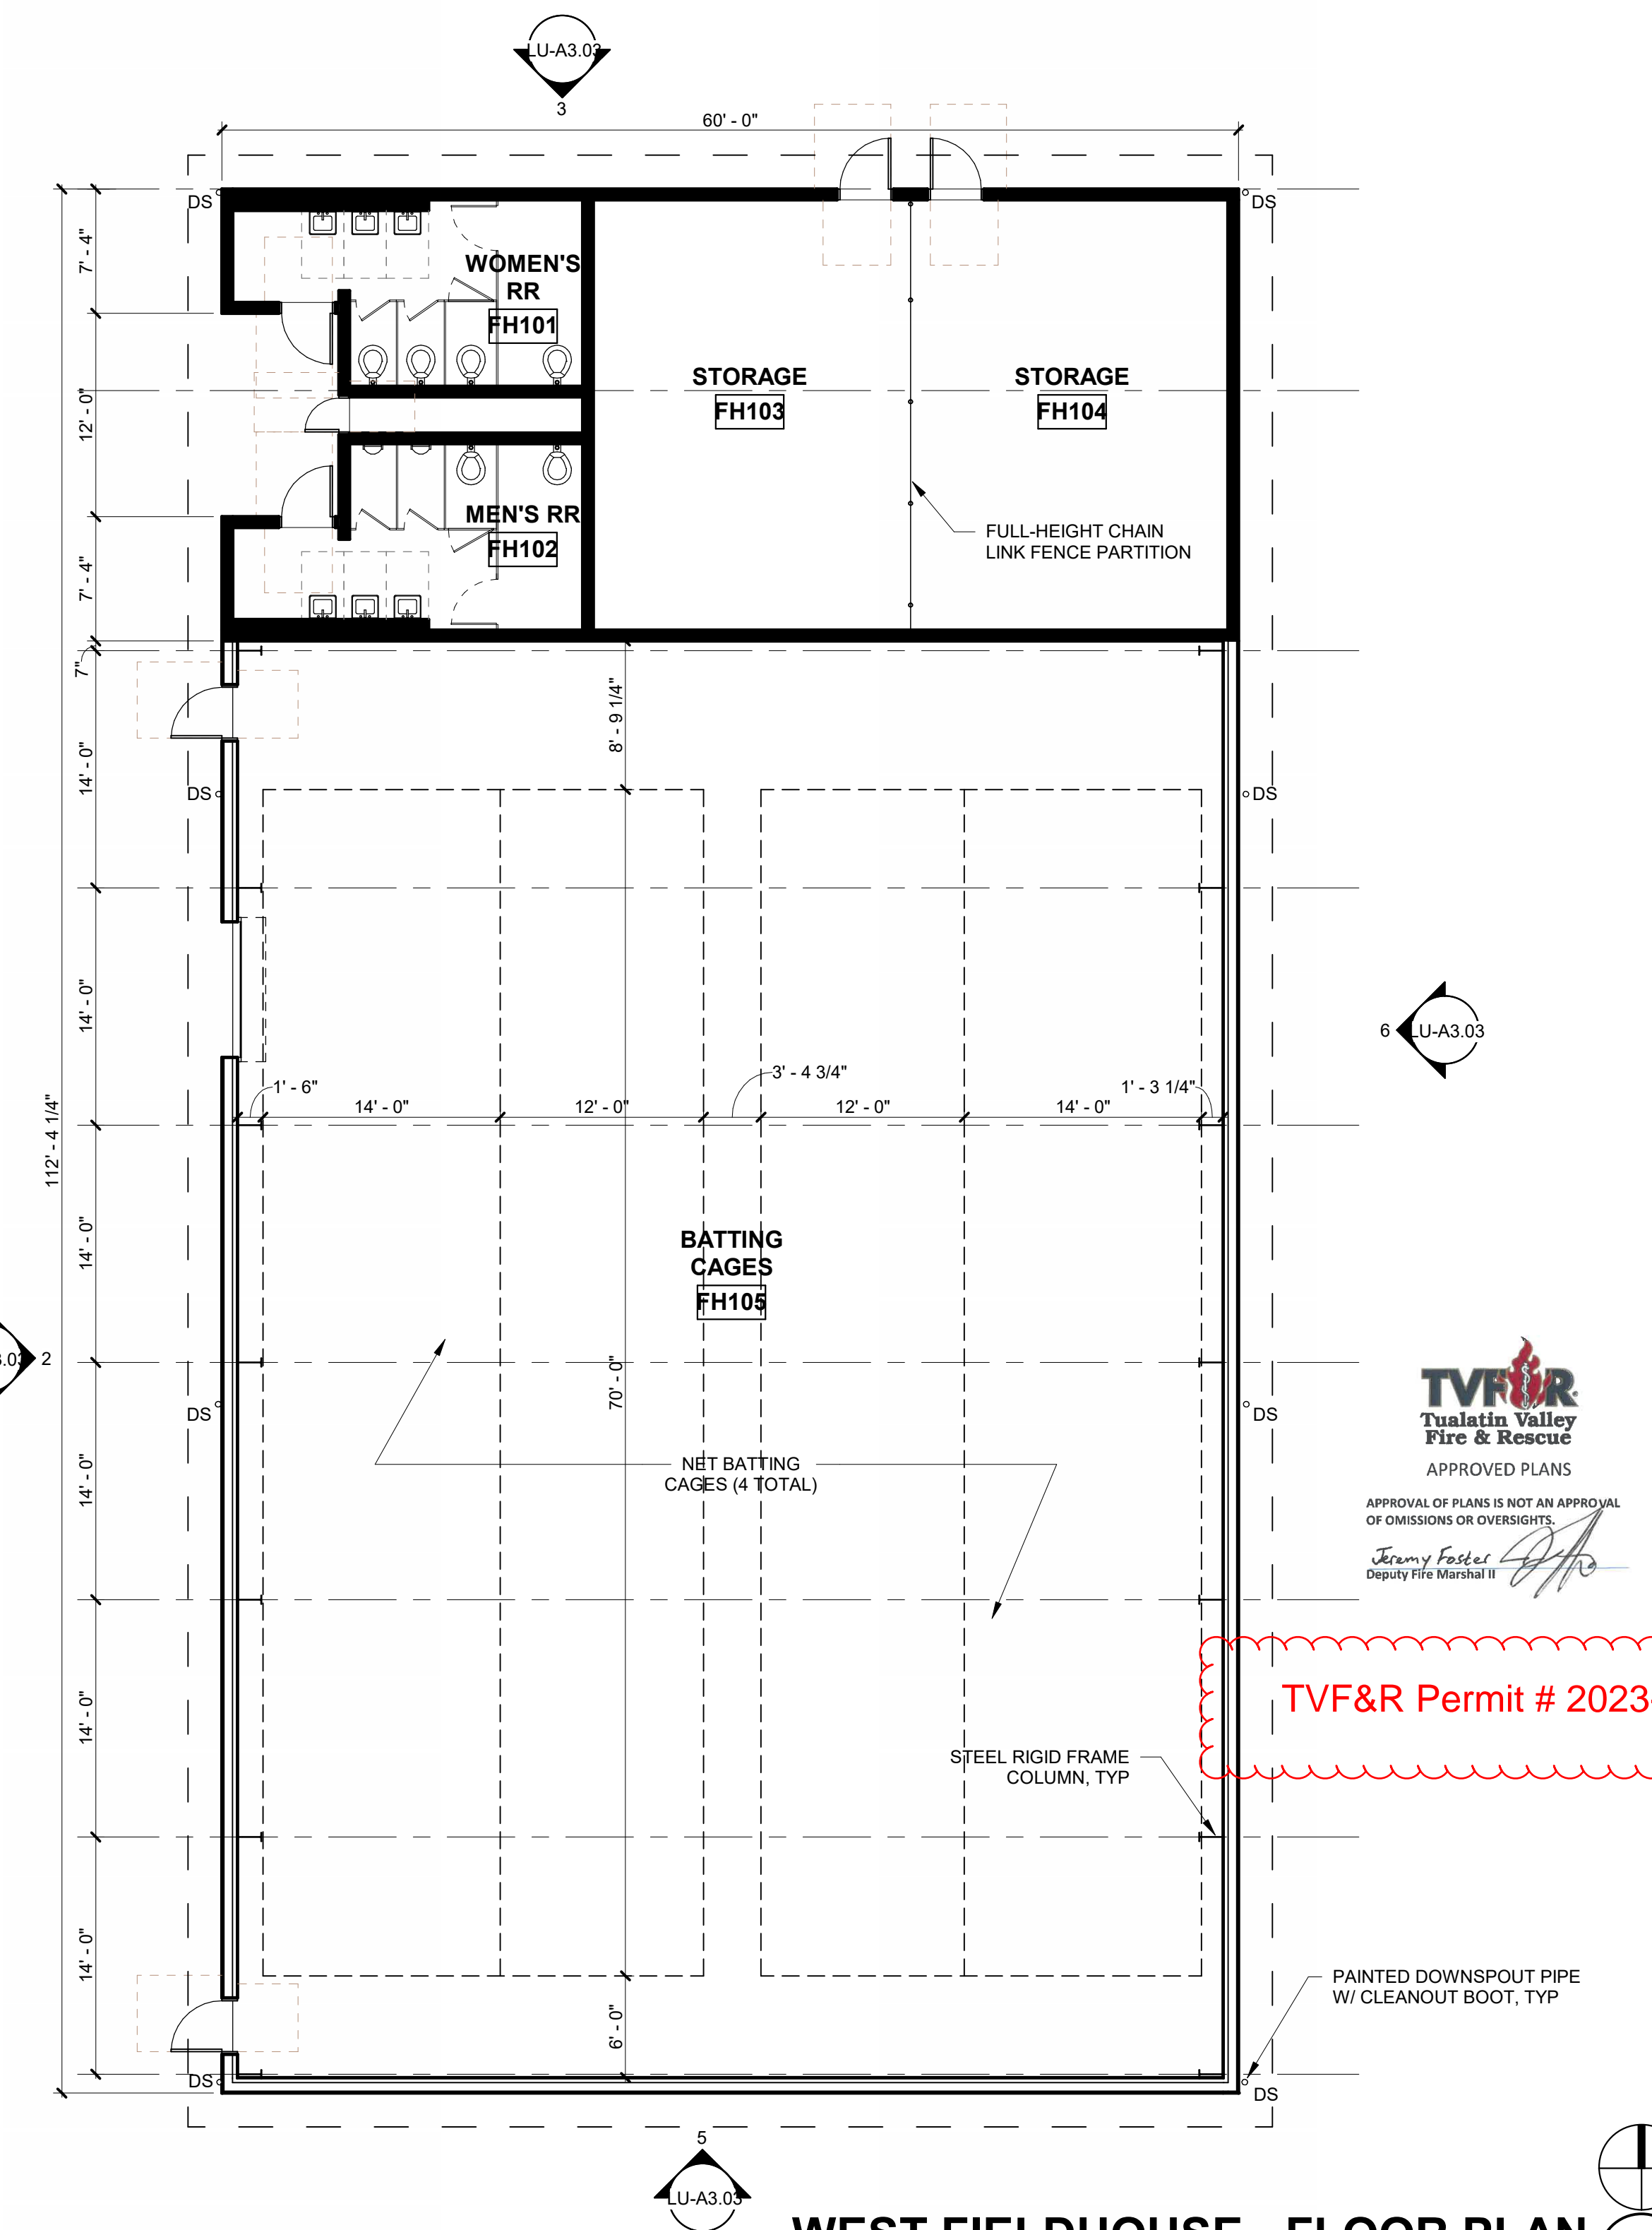 LU-A3.03
3
60' - 0"
DS
DS
7' - 4"
WOMEN'S
RR
FH101
12' - 0"
STORAGE
FH103
STORAGE
FH104
MEN'S RR
FH102
FULL-HEIGHT CHAIN
LINK FENCE PARTITION
7' - 4"
7"
8' - 9 1/4"
14' - 0"
DS
DS
14' - 0"
6
LU-A3.03
1' - 6"
3' - 4 3/4"
1' - 3 1/4"
14' - 0"
12' - 0"
12' - 0"
14' - 0"
112' - 4 1/4"
14' - 0"
BATTING
CAGES
FH105
2
70' - 0"
DS
DS
NET BATTING
CAGES (4 TOTAL)
14' - 0"
TVF&R
Tualatin Valley
Fire & Rescue
APPROVED PLANS
APPROVAL OF PLANS IS NOT AN APPROVAL
OF OMISSIONS OR OVERSIGHTS.
Jeremy Foster
Deputy Fire Marshal II
TVF&R Permit # 2023
14' - 0"
STEEL RIGID FRAME
COLUMN, TYP
14' - 0"
PAINTED DOWNSPOUT PIPE
W/ CLEANOUT BOOT, TYP
6' - 0"
DS
DS
5
LU-A3.03
WEST FIELDHOUSE - FLOOR PLAN